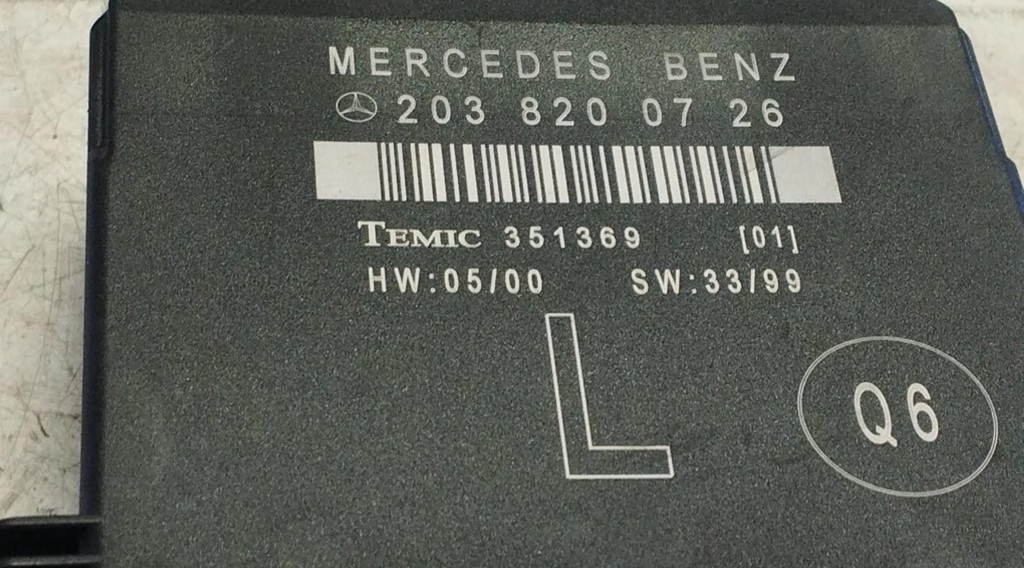 MERCEDES BENZ
203 820 07 26
TEMIC 351369 [01]
HW:05/00 SW:33/99
L
Q6